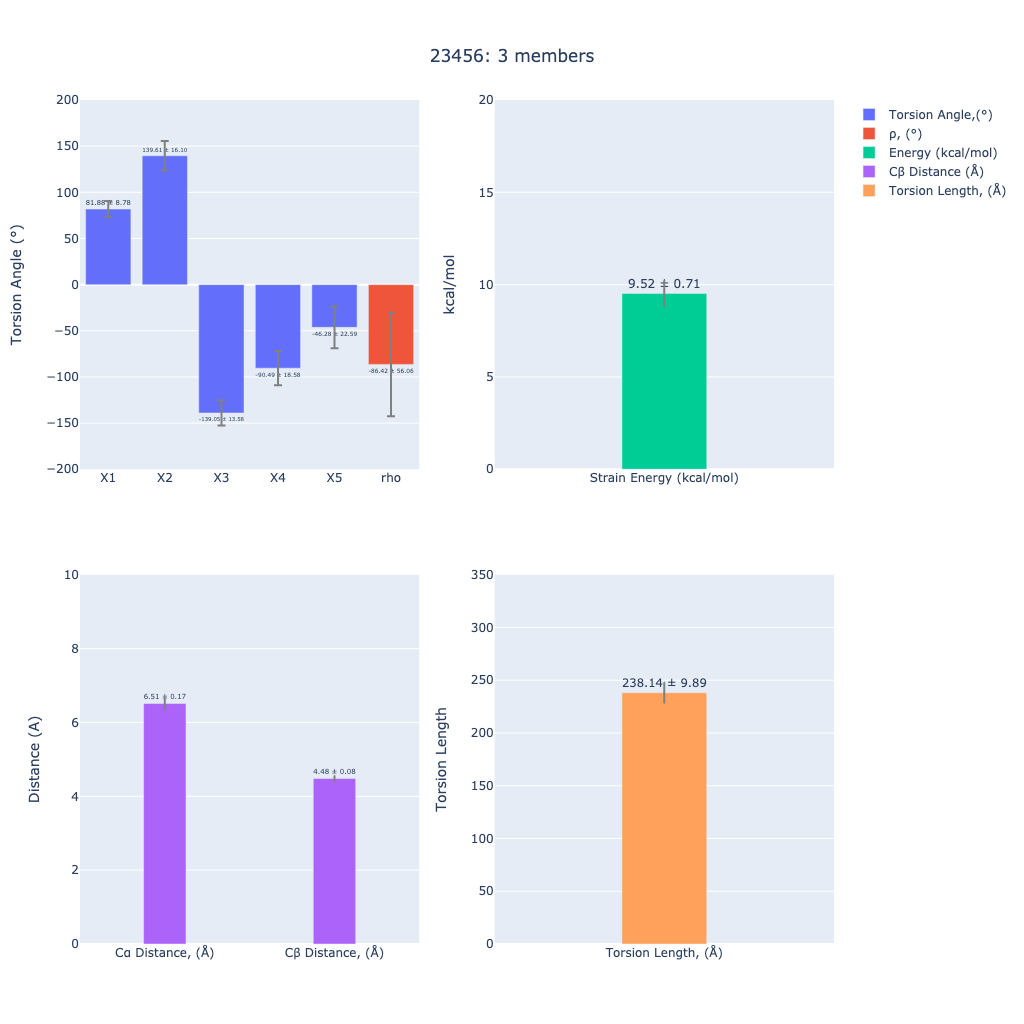 23456: 3 members
Torsion Angle (°)
200
150
100
50
0
−50
−100
−150
−200
81.88 ± 8.78
139.61 ± 16.10
-139.05 ± 13.58
-90.49 ± 18.58
-46.28 ± 22.59
-86.42 ± 56.06
X1 X2 X3 X4 X5 rho
kcal/mol
20
15
10
5
0
9.52 ± 0.71
Strain Energy (kcal/mol)
Torsion Angle,(°)
ρ, (°)
Energy (kcal/mol)
Cβ Distance (Å)
Torsion Length, (Å)
Distance (A)
10
8
6
4
2
0
6.51 ± 0.17
4.48 ± 0.08
Cα Distance, (Å) Cβ Distance, (Å)
Torsion Length
350
300
250
200
150
100
50
0
238.14 ± 9.89
Torsion Length, (Å)